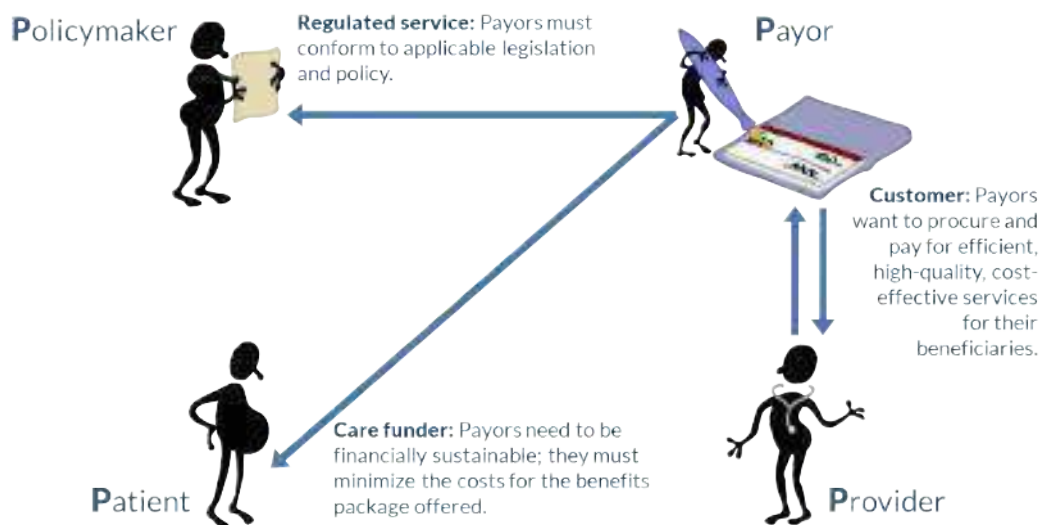 Policymaker
Regulated service: Payors must
conform to applicable legislation
and policy.
Payor
Customer: Payors
want to procure and
pay for efficient,
high-quality, cost-
effective services
for their
beneficiaries.
Patient
Care funder: Payors need to be
financially sustainable; they must
minimize the costs for the benefits
package offered.
Provider